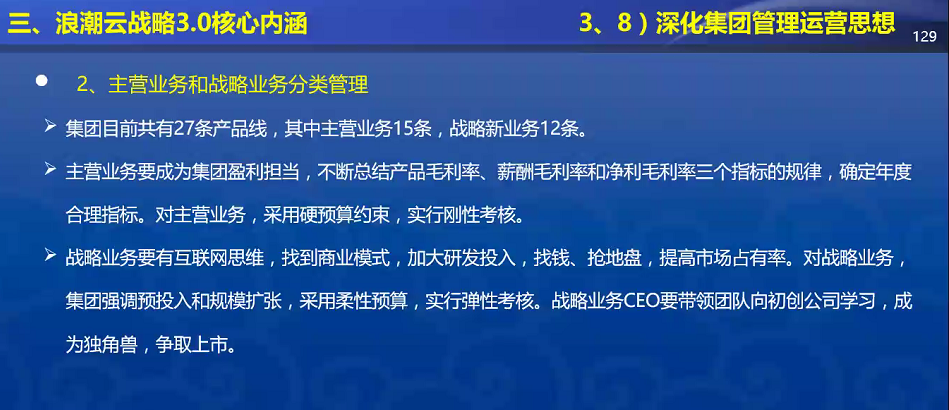 三、浪潮云战略3.0核心内涵 3、8）深化集团管理运营思想
129
● 2、主营业务和战略业务分类管理
➢ 集团目前共有27条产品线，其中主营业务15条，战略新业务12条。
➢ 主营业务要成为集团盈利担当，不断总结产品毛利率、薪酬毛利率和净利毛利率三个指标的规律，确定年度
合理指标。对主营业务，采用硬预算约束，实行刚性考核。
➢ 战略业务要有互联网思维，找到商业模式，加大研发投入，找钱、抢地盘，提高市场占有率。对战略业务，
集团强调预投入和规模扩张，采用柔性预算，实行弹性考核。战略业务CEO要带领团队向初创公司学习，成
为独角兽，争取上市。